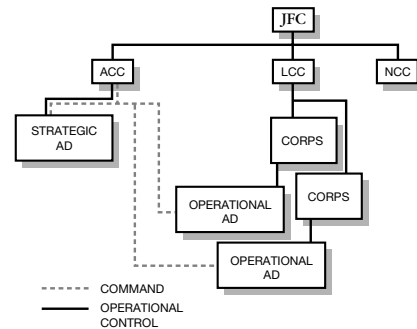 JFC
ACC
LCC
NCC
STRATEGIC
AD
CORPS
CORPS
OPERATIONAL
AD
OPERATIONAL
AD
COMMAND
OPERATIONAL
CONTROL